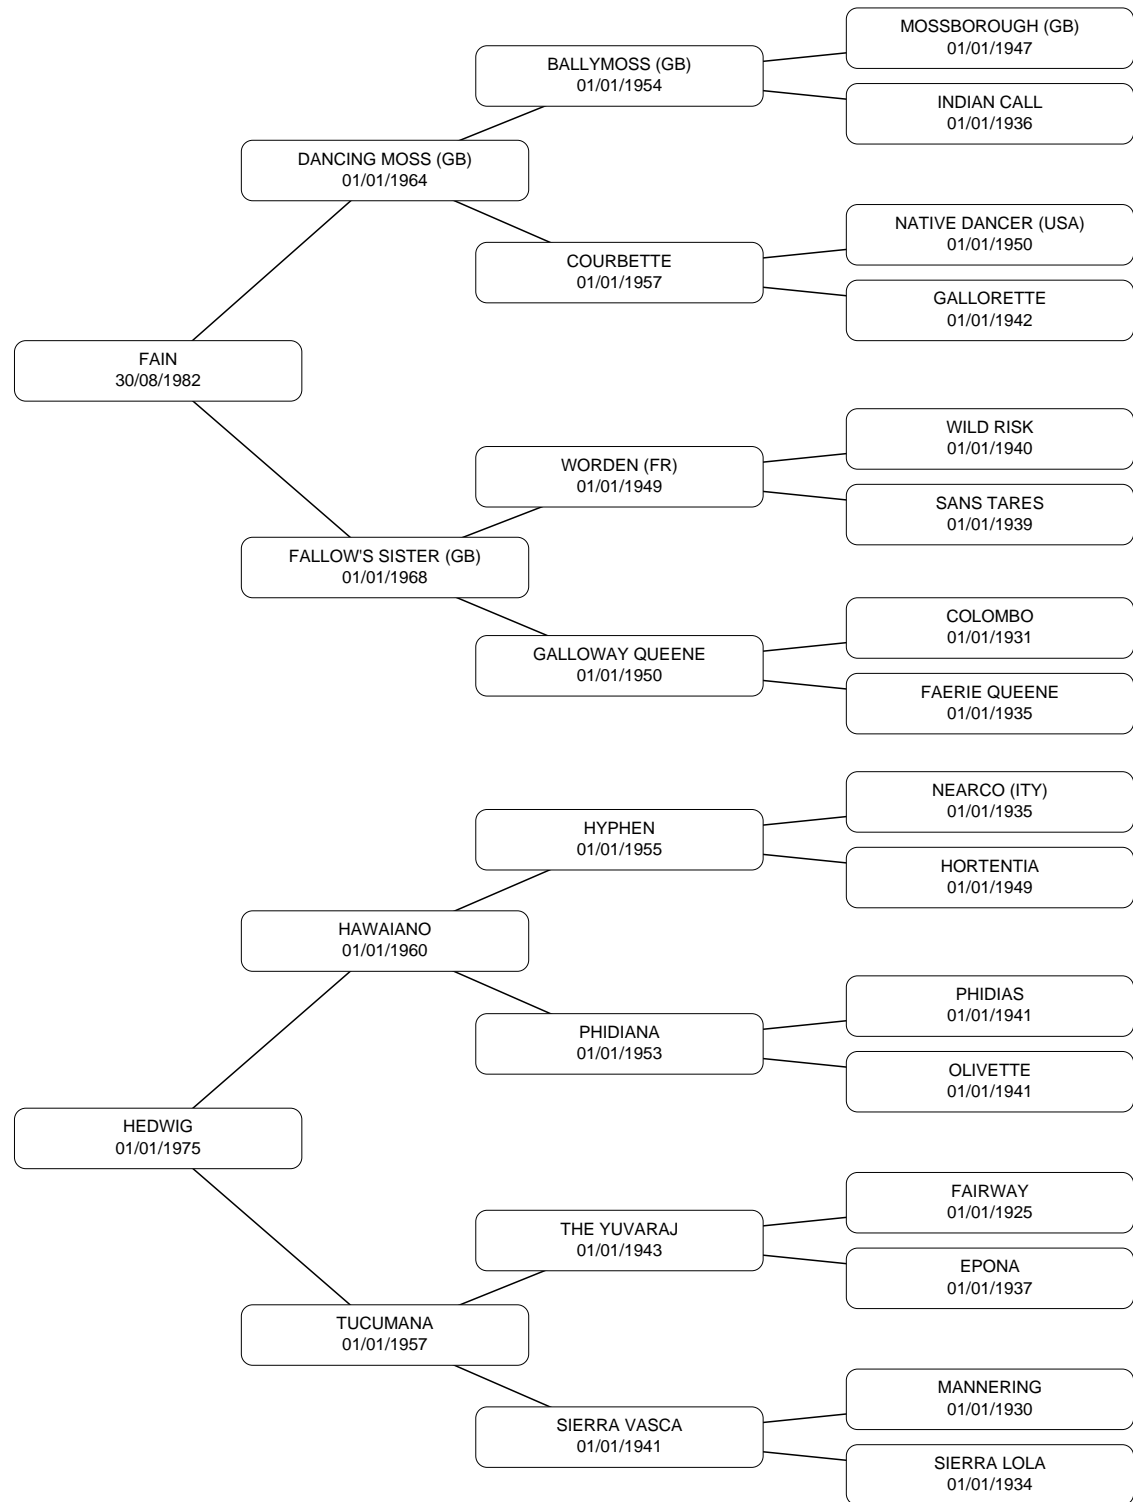 MOSSBOROUGH (GB)
01/01/1947
BALLYMOSS (GB)
01/01/1954
INDIAN CALL
01/01/1936
DANCING MOSS (GB)
01/01/1964
NATIVE DANCER (USA)
01/01/1950
COURBETTE
01/01/1957
GALLORETTE
01/01/1942
FAIN
30/08/1982
WILD RISK
01/01/1940
WORDEN (FR)
01/01/1949
SANS TARES
01/01/1939
FALLOW'S SISTER (GB)
01/01/1968
COLOMBO
01/01/1931
GALLOWAY QUEENE
01/01/1950
FAERIE QUEENE
01/01/1935
NEARCO (ITY)
01/01/1935
HYPHEN
01/01/1955
HORTENTIA
01/01/1949
HAWAIANO
01/01/1960
PHIDIAS
01/01/1941
PHIDIANA
01/01/1953
OLIVETTE
01/01/1941
HEDWIG
01/01/1975
FAIRWAY
01/01/1925
THE YUVARAJ
01/01/1943
EPONA
01/01/1937
TUCUMANA
01/01/1957
MANNERING
01/01/1930
SIERRA VASCA
01/01/1941
SIERRA LOLA
01/01/1934